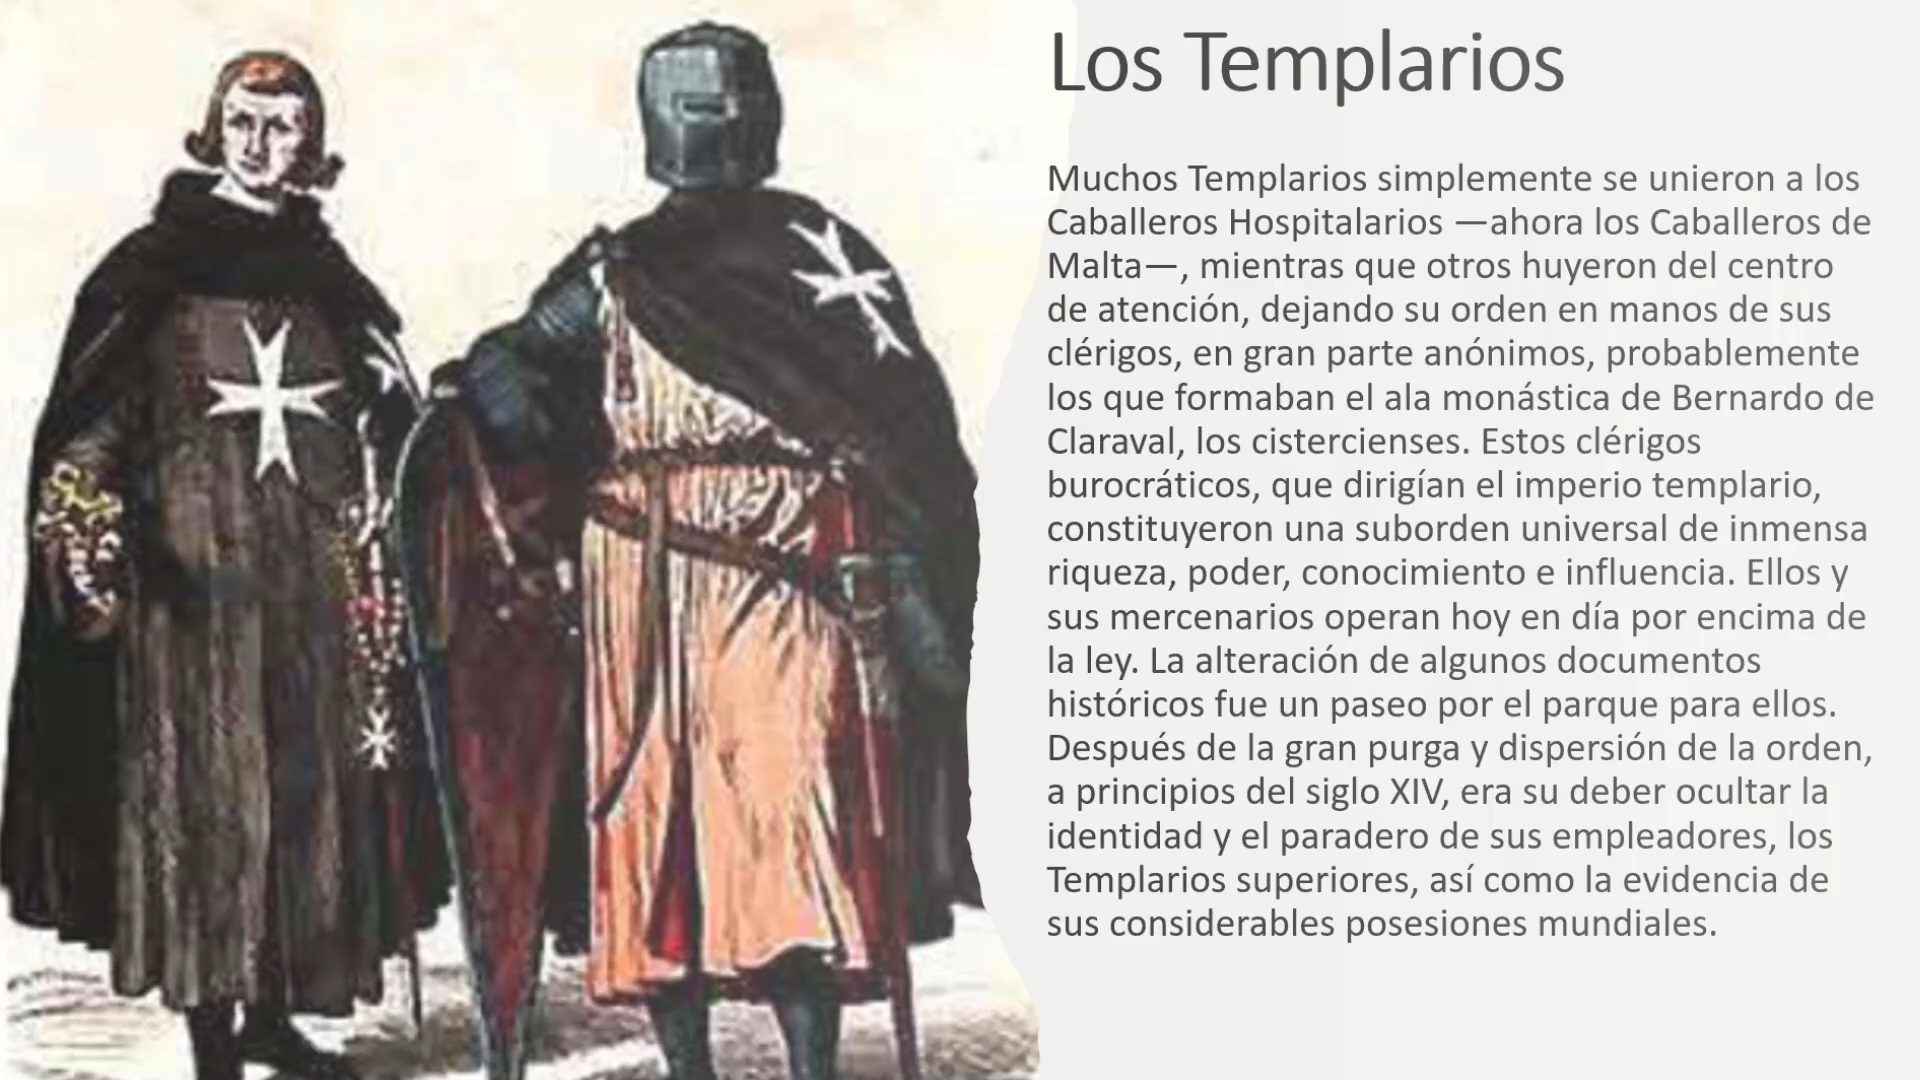 Los Templarios
Muchos Templarios simplemente se unieron a los
Caballeros Hospitalarios —ahora los Caballeros de
Malta—, mientras que otros huyeron del centro
de atención, dejando su orden en manos de sus
clérigos, en gran parte anónimos, probablemente
los que formaban el ala monástica de Bernardo de
Claraval, los cistercienses. Estos clérigos
burocráticos, que dirigían el imperio templario,
constituyeron una suborden universal de inmensa
riqueza, poder, conocimiento e influencia. Ellos y
sus mercenarios operan hoy en día por encima de
la ley. La alteración de algunos documentos
históricos fue un paseo por el parque para ellos.
Después de la gran purga y dispersión de la orden,
a principios del siglo XIV, era su deber ocultar la
identidad y el paradero de sus empleadores, los
Templarios superiores, así como la evidencia de
sus considerables posesiones mundiales.